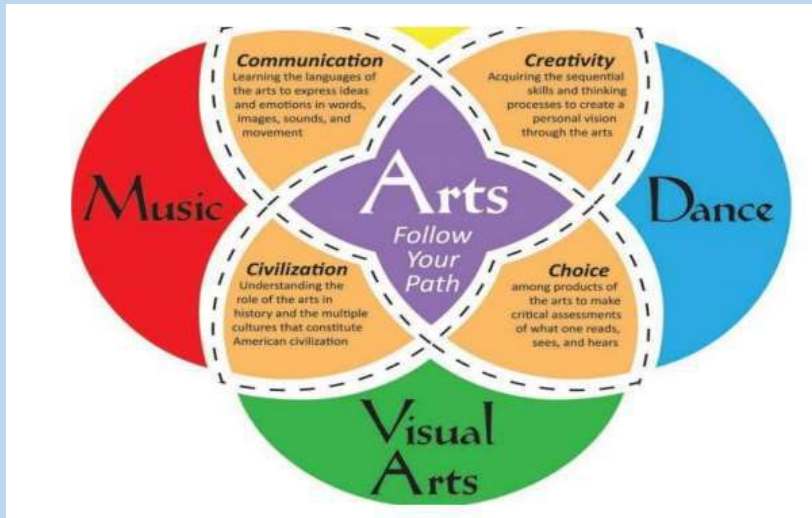 Communication
Learning the languages of
the arts to express ideas
and emotions in words,
images, sounds, and
movement
Creativity
Acquiring the sequential
skills and thinking
processes to create a
personal vision
through the arts
Music
Arts
Follow
Your
Path
Dance
Civilization
Understanding the
role of the arts in
history and the multiple
cultures that constitute
American civilization
Choice
among products of
the arts to make
critical assessments
of what one reads,
sees, and hears
Visual
Arts